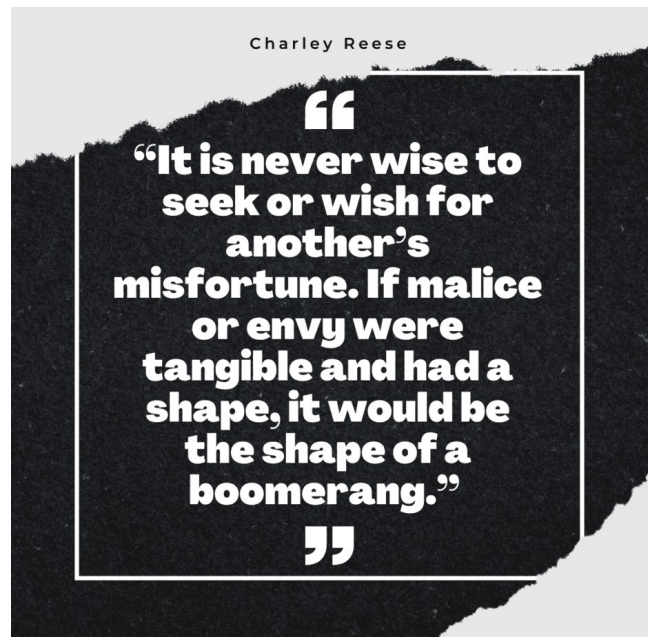 Charley Reese
“
“It is never wise to
seek or wish for
another’s
misfortune. If malice
or envy were
tangible and had a
shape, it would be
the shape of a
boomerang.”
”